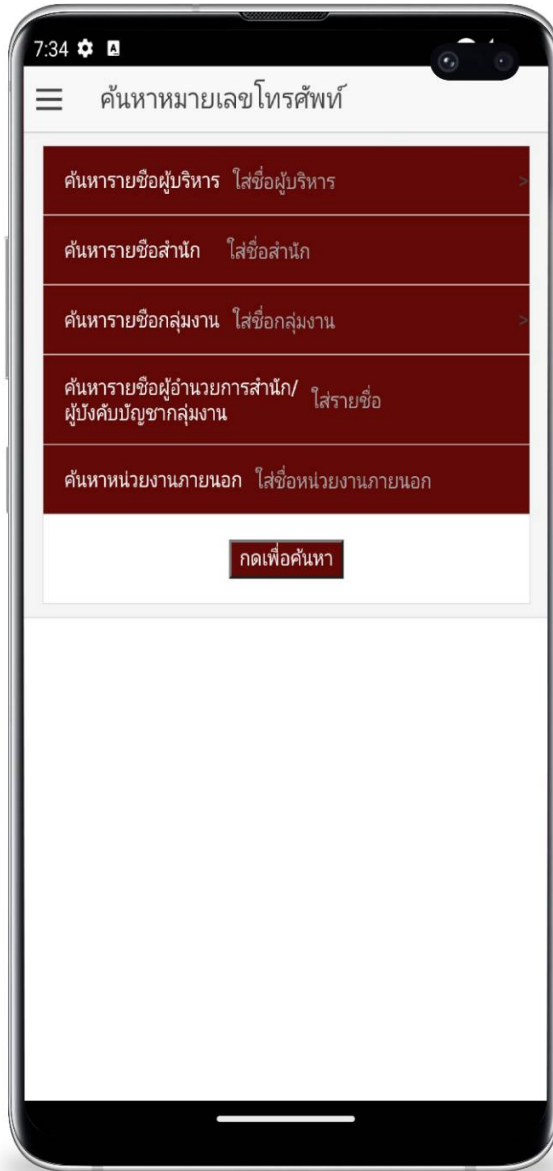 7:34
ค้นหาหมายเลขโทรศัพท์
ค้นหารายชื่อผู้บริหาร ใส่ชื่อผู้บริหาร >
ค้นหารายชื่อสำนัก ใส่ชื่อสำนัก
ค้นหารายชื่อกลุ่มงาน ใส่ชื่อกลุ่มงาน >
ค้นหารายชื่อผู้อำนวยการสำนัก/
ผู้บังคับบัญชากลุ่มงาน ใส่รายชื่อ
ค้นหาหน่วยงานภายนอก ใส่ชื่อหน่วยงานภายนอก
กดเพื่อค้นหา